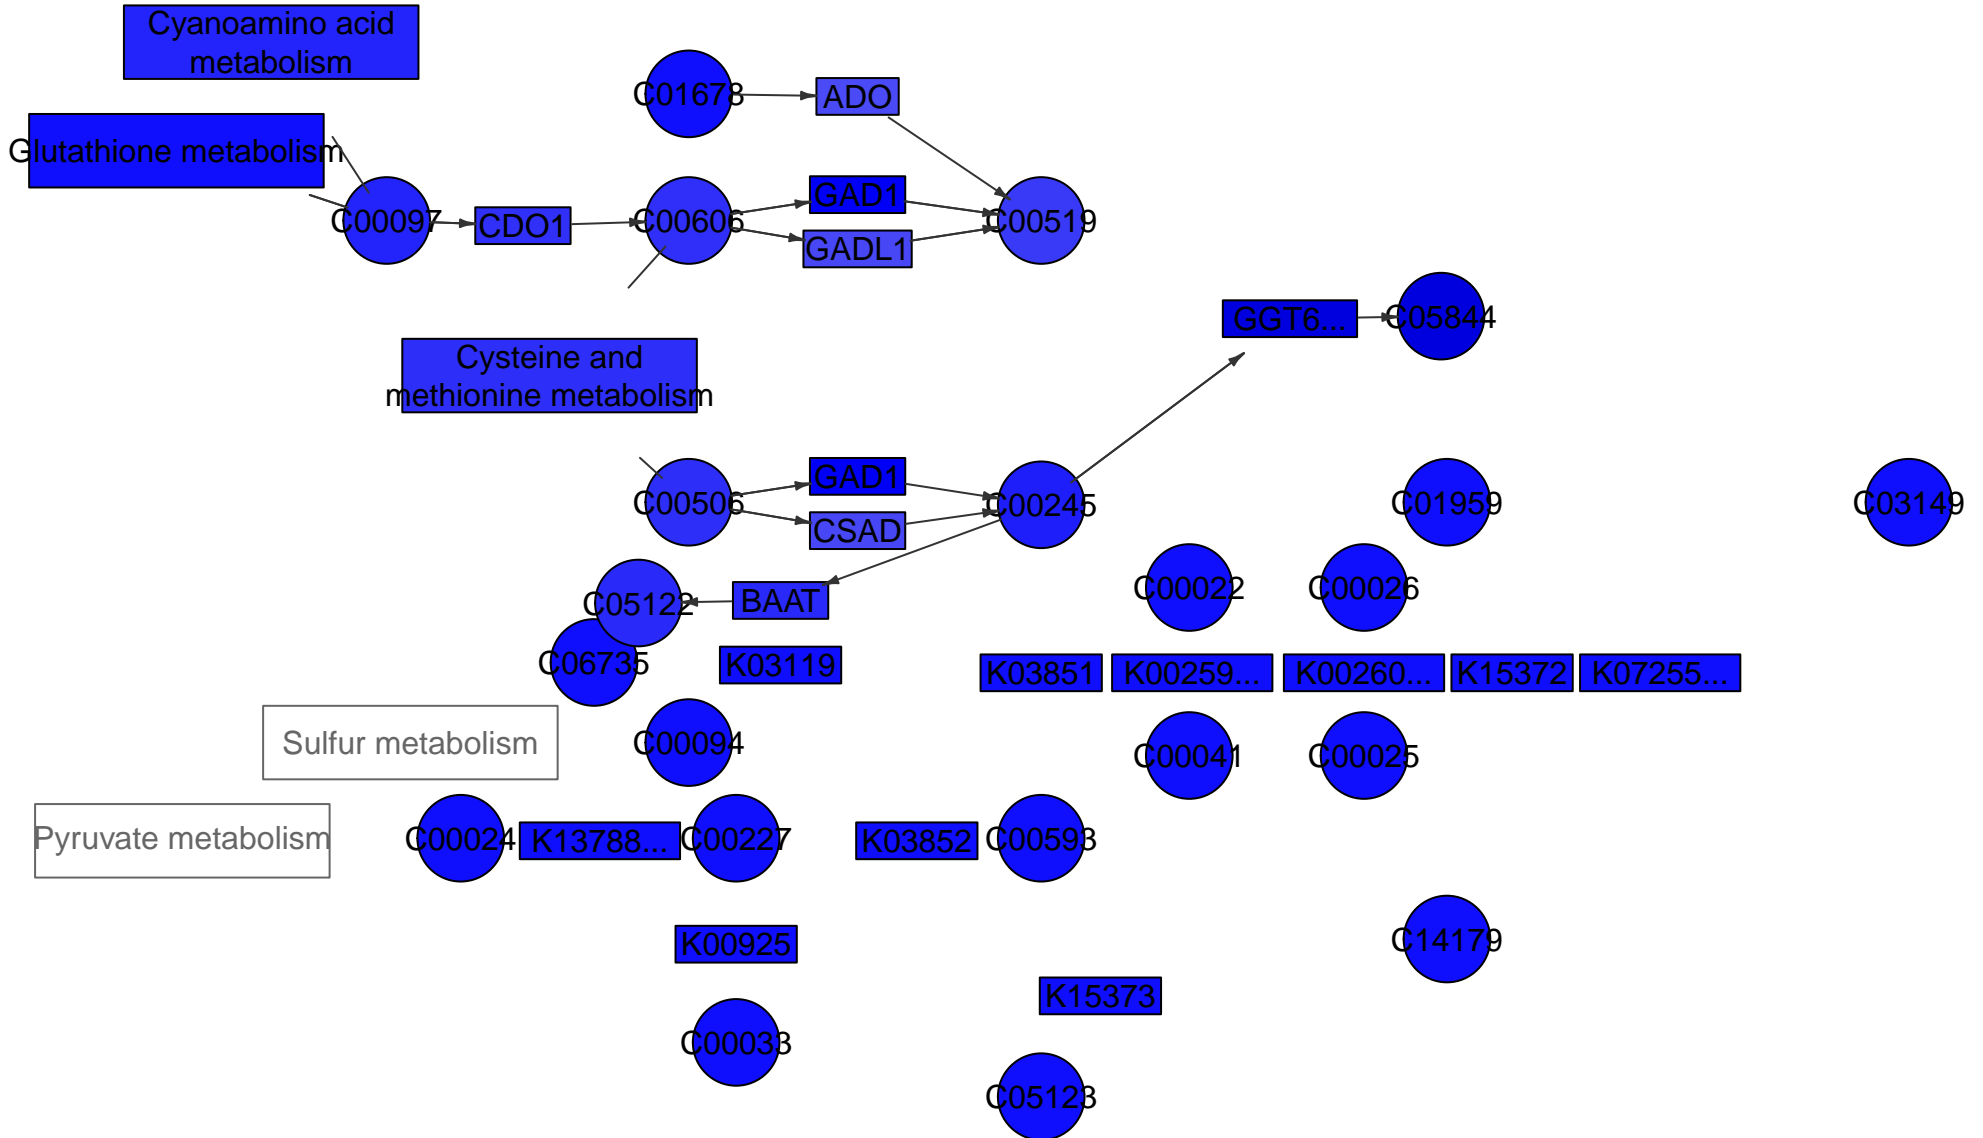 Cyanoamino acid
metabolism
C01678
ADO
Glutathione metabolism
C00097
CDO1
C00606
GAD1
GADL1
C00519
GGT6...
C05844
Cysteine and
methionine metabolism
C00506
GAD1
CSAD
C00245
C01959
C03149
C05122
BAAT
C00022
C00026
C06735
K03119
K03851
K00259...
K00260...
K15372
K07255...
Sulfur metabolism
C00094
C00041
C00025
Pyruvate metabolism
C00024
K13788...
C00227
K03852
C00593
K00925
C14179
K15373
C00033
C05123